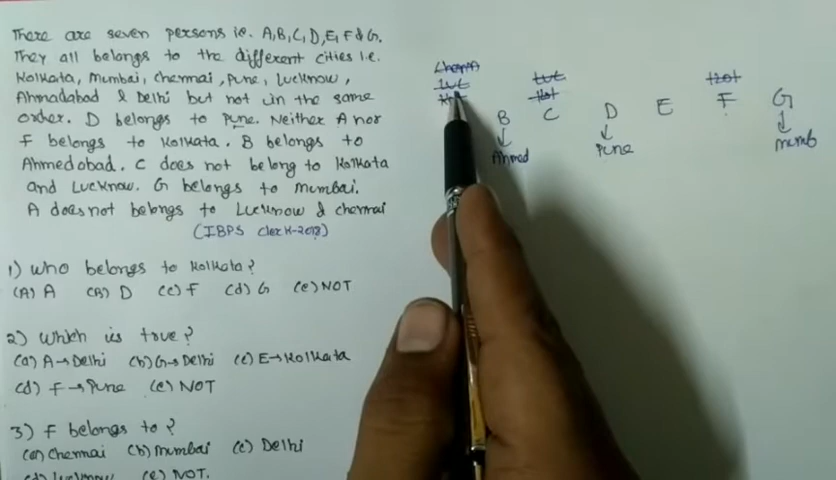 There are seven persons i.e. A, B, C, D, E, F & G.
They all belongs to the different cities i.e.
Kolkata, Mumbai, chennai, Pune, Lucknow,
Ahmadabad & Delhi but not in the same
order. D belongs to Pune. Neither A nor
F belongs to Kolkata. B belongs to
Ahmedabad. C does not belong to Kolkata
and Lucknow. G belongs to Mumbai.
A does not belongs to Lucknow & chennai
(IBPS Clerk-2018)
1) Who belongs to Kolkata?
(A) A (B) D (c) F (d) G (e) NOT
2) Which is true?
(a) A→Delhi (b) G→Delhi (c) E→Kolkata
(d) F→Pune (e) NOT
3) F belongs to?
(a) Chennai (b) Mumbai (c) Delhi
(d) Lucknow (e) NOT.
B C D E F G
Ahmed Pune mumb